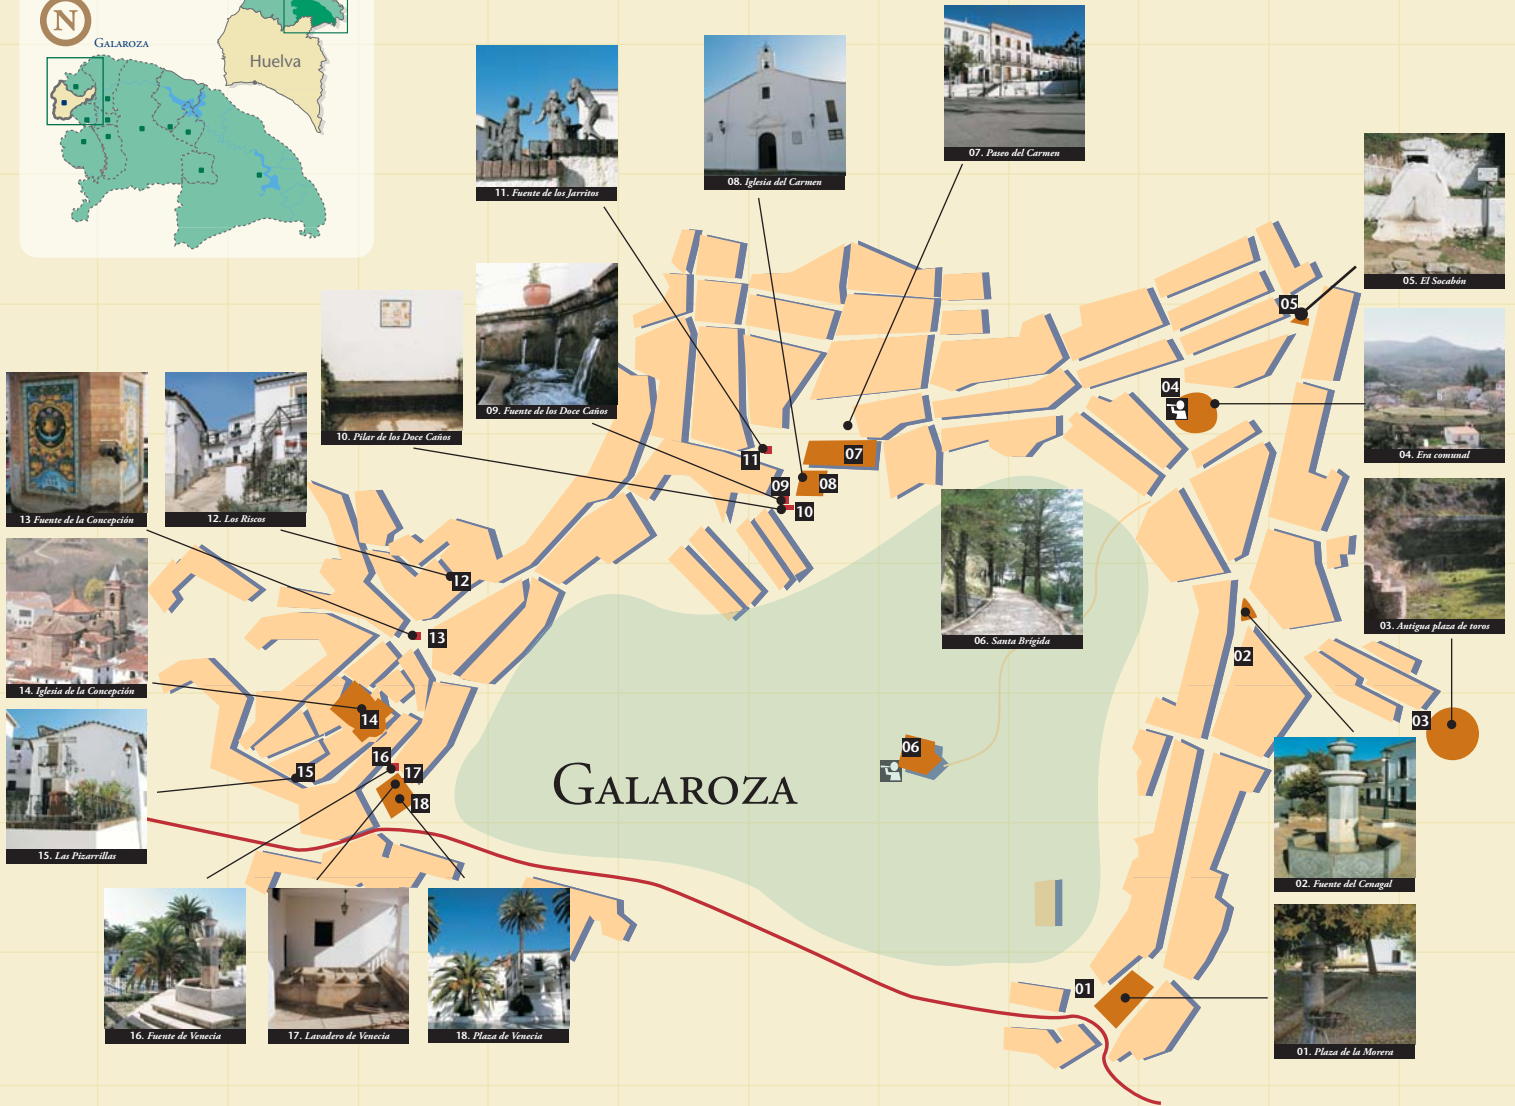 N
GALAROZA
Huelva
11. Fuente de los Jarritos
08. Iglesia del Carmen
07. Paseo del Carmen
05. El Socabón
10. Pilar de los Doce Caños
09. Fuente de los Doce Caños
04. Era comunal
13 Fuente de la Concepción
12. Los Riscos
06. Santa Brígida
03. Antigua plaza de toros
14. Iglesia de la Concepción
15. Las Pizarrillas
02. Fuente del Cenagal
16. Fuente de Venecia
17. Lavadero de Venecia
18. Plaza de Venecia
01. Plaza de la Morera
05
04
11
07
08
09
10
12
13
02
03
14
06
16
15
17
18
GALAROZA
01